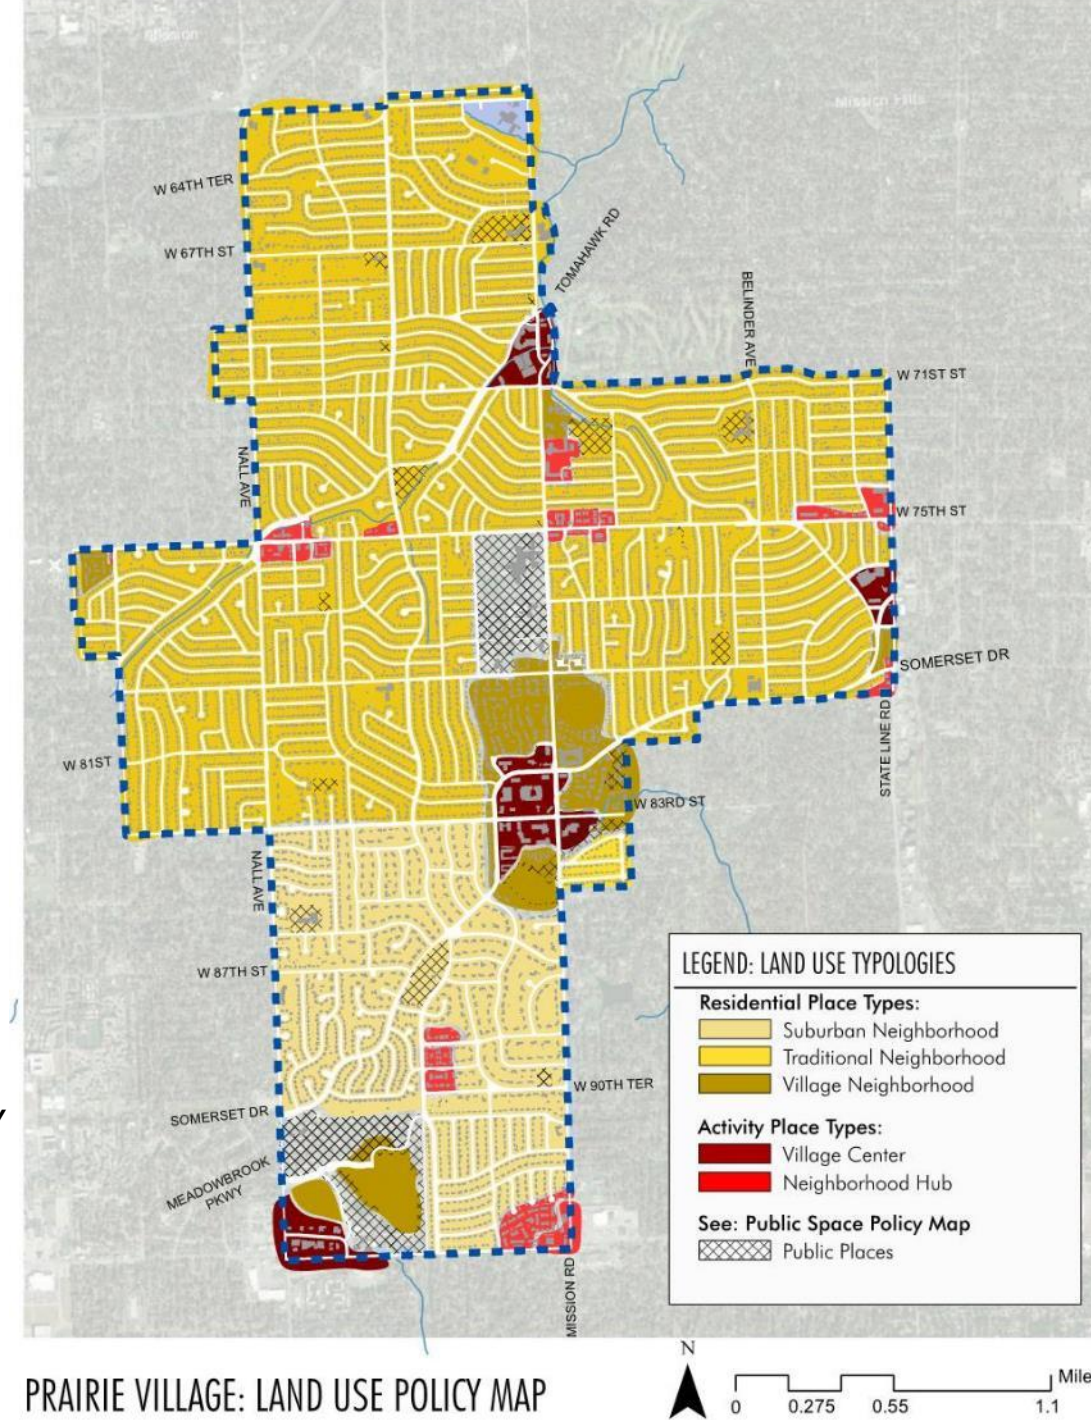 Mission
Mission Hills
W 64TH TER
TOMAHAWK RD
W 67TH ST
BELINDER AVE
W 71ST ST
NALL AVE
W 75TH ST
SOMERSET DR
STATE LINE RD
W 81ST
W 83RD ST
NALL AVE
W 87TH ST
W 90TH TER
SOMERSET DR
MEADOWBROOK
PKWY
MISSION RD
LEGEND: LAND USE TYPOLOGIES
Residential Place Types:
Suburban Neighborhood
Traditional Neighborhood
Village Neighborhood
Activity Place Types:
Village Center
Neighborhood Hub
See: Public Space Policy Map
Public Places
PRAIRIE VILLAGE: LAND USE POLICY MAP
N
0 0.275 0.55 1.1